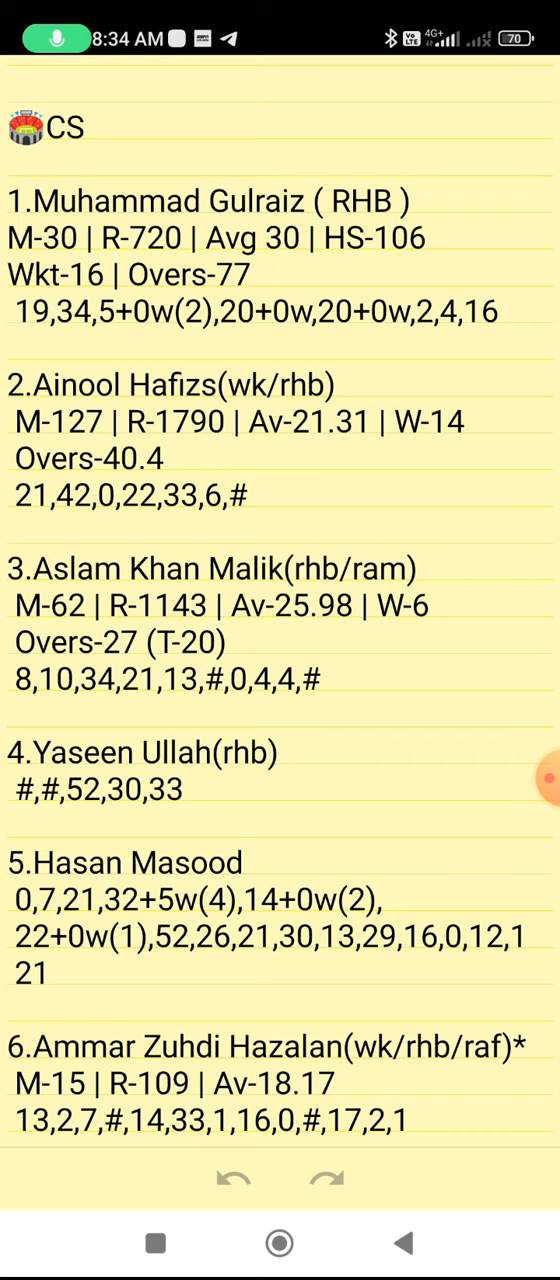 8:34 AM
4G+
Vo LTE
70
CS
1.Muhammad Gulraiz ( RHB )
M-30 | R-720 | Avg 30 | HS-106
Wkt-16 | Overs-77
19,34,5+0w(2),20+0w,20+0w,2,4,16
2.Ainool Hafizs(wk/rhb)
M-127 | R-1790 | Av-21.31 | W-14
Overs-40.4
21,42,0,22,33,6,#
3.Aslam Khan Malik(rhb/ram)
M-62 | R-1143 | Av-25.98 | W-6
Overs-27 (T-20)
8,10,34,21,13,#,0,4,4,#
4.Yaseen Ullah(rhb)
#,#,52,30,33
5.Hasan Masood
0,7,21,32+5w(4),14+0w(2),
22+0w(1),52,26,21,30,13,29,16,0,12,1
21
6.Ammar Zuhdi Hazalan(wk/rhb/raf)*
M-15 | R-109 | Av-18.17
13,2,7,#,14,33,1,16,0,#,17,2,1